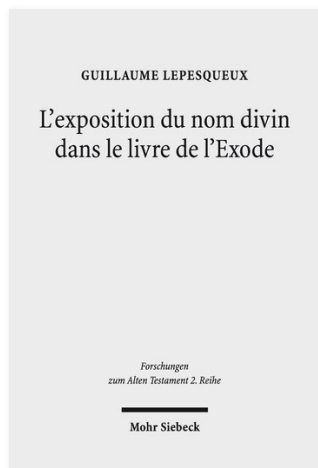 GUILLAUME LEPESQUEUX
L’exposition du nom divin
dans le livre de l’Exode
Forschungen
zum Alten Testament 2. Reihe
Mohr Siebeck